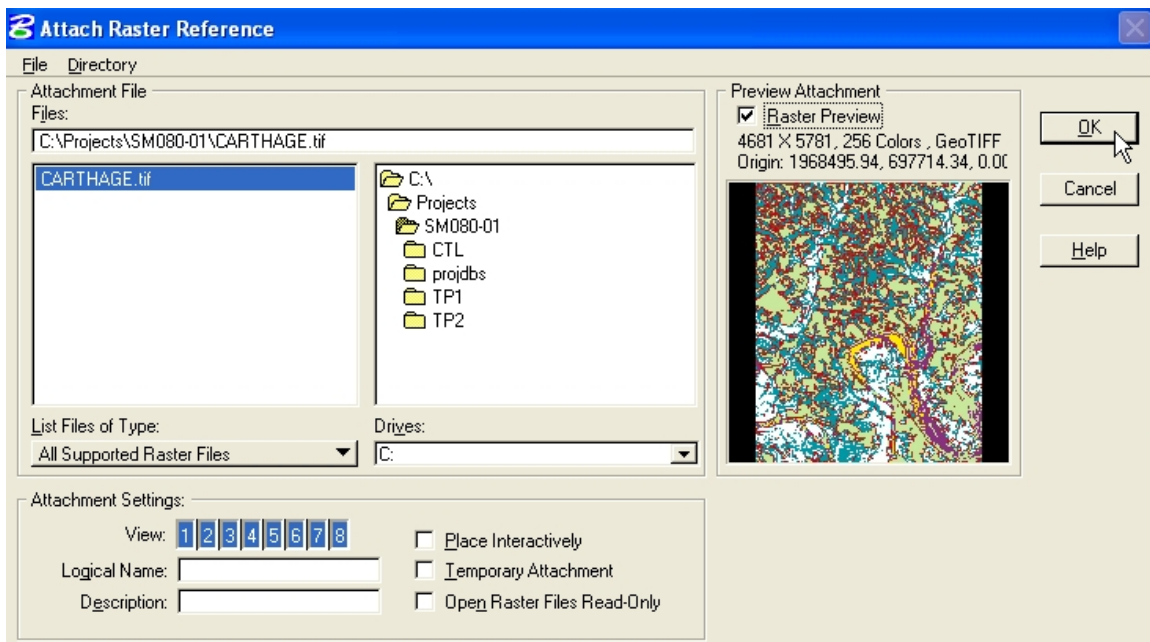 Attach Raster Reference
File Directory
Attachment File
Files:
C:\Projects\SM080-01\CARTHAGE.tif
CARTHAGE.tif
C:\
Projects
SM080-01
CTL
projdbs
TP1
TP2
List Files of Type:
All Supported Raster Files
Drives:
C:
Preview Attachment
Raster Preview
4681 X 5781, 256 Colors , GeoTIFF
Origin: 1968495.94, 697714.34, 0.00
OK
Cancel
Help
Attachment Settings:
View: 1 2 3 4 5 6 7 8
Logical Name:
Description:
Place Interactively
Temporary Attachment
Open Raster Files Read-Only